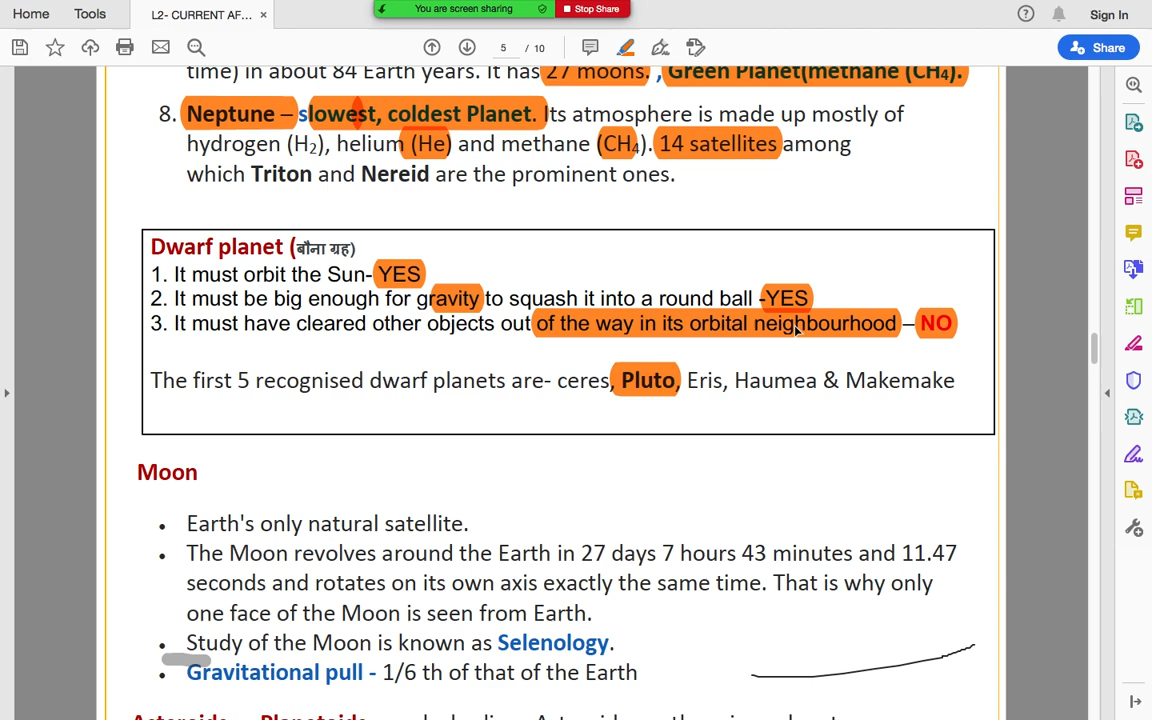 Home Tools L2- CURRENT AF... × You are screen sharing Stop Share Sign In
5 / 10 Share
time) in about 84 Earth years. It has 27 moons. , Green Planet(methane (CH₄).
8. Neptune – slowest, coldest Planet. Its atmosphere is made up mostly of
hydrogen (H₂), helium (He) and methane (CH₄). 14 satellites among
which Triton and Nereid are the prominent ones.
Dwarf planet (बौना ग्रह)
1. It must orbit the Sun- YES
2. It must be big enough for gravity to squash it into a round ball -YES
3. It must have cleared other objects out of the way in its orbital neighbourhood – NO
The first 5 recognised dwarf planets are- ceres, Pluto, Eris, Haumea & Makemake
Moon
• Earth's only natural satellite.
• The Moon revolves around the Earth in 27 days 7 hours 43 minutes and 11.47
seconds and rotates on its own axis exactly the same time. That is why only
one face of the Moon is seen from Earth.
• Study of the Moon is known as Selenology.
• Gravitational pull - 1/6 th of that of the Earth